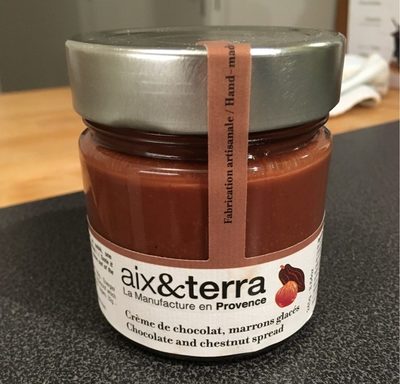 Fabrication artisanale / Hand-made
aix&terra
La Manufacture en Provence
Crème de chocolat, marrons glacés
Chocolate and chestnut spread